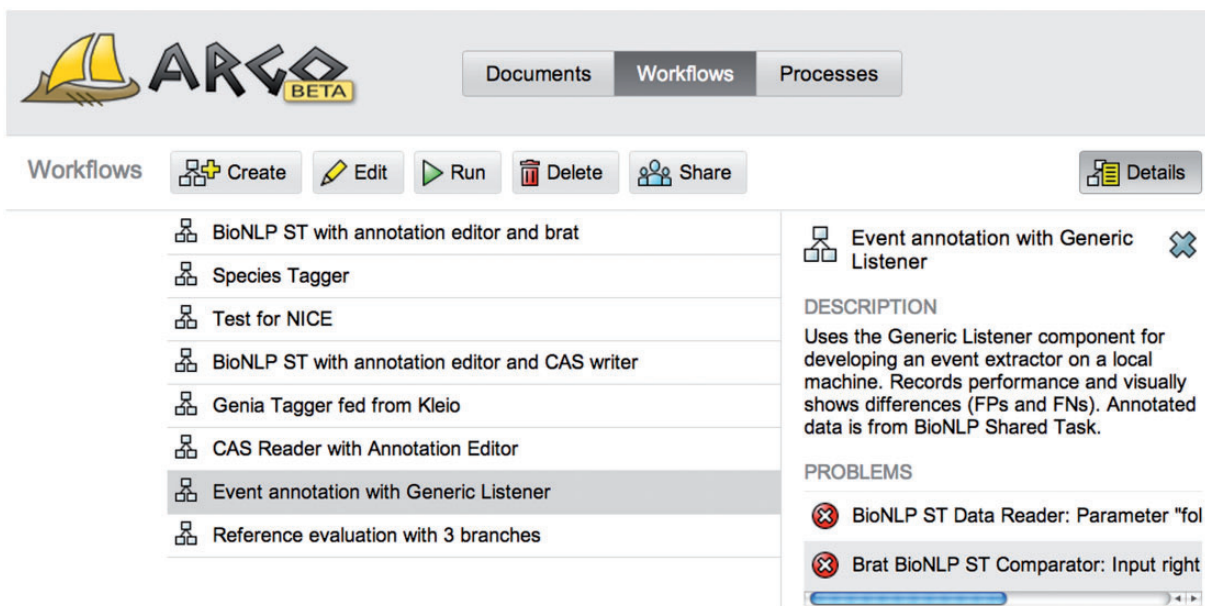 ARGO
BETA
Documents
Workflows
Processes
Workflows
Create
Edit
Run
Delete
Share
Details
BioNLP ST with annotation editor and brat
Species Tagger
Test for NICE
BioNLP ST with annotation editor and CAS writer
Genia Tagger fed from Kleio
CAS Reader with Annotation Editor
Event annotation with Generic Listener
Reference evaluation with 3 branches
Event annotation with Generic
Listener
DESCRIPTION
Uses the Generic Listener component for
developing an event extractor on a local
machine. Records performance and visually
shows differences (FPs and FNs). Annotated
data is from BioNLP Shared Task.
PROBLEMS
BioNLP ST Data Reader: Parameter "fol
Brat BioNLP ST Comparator: Input right